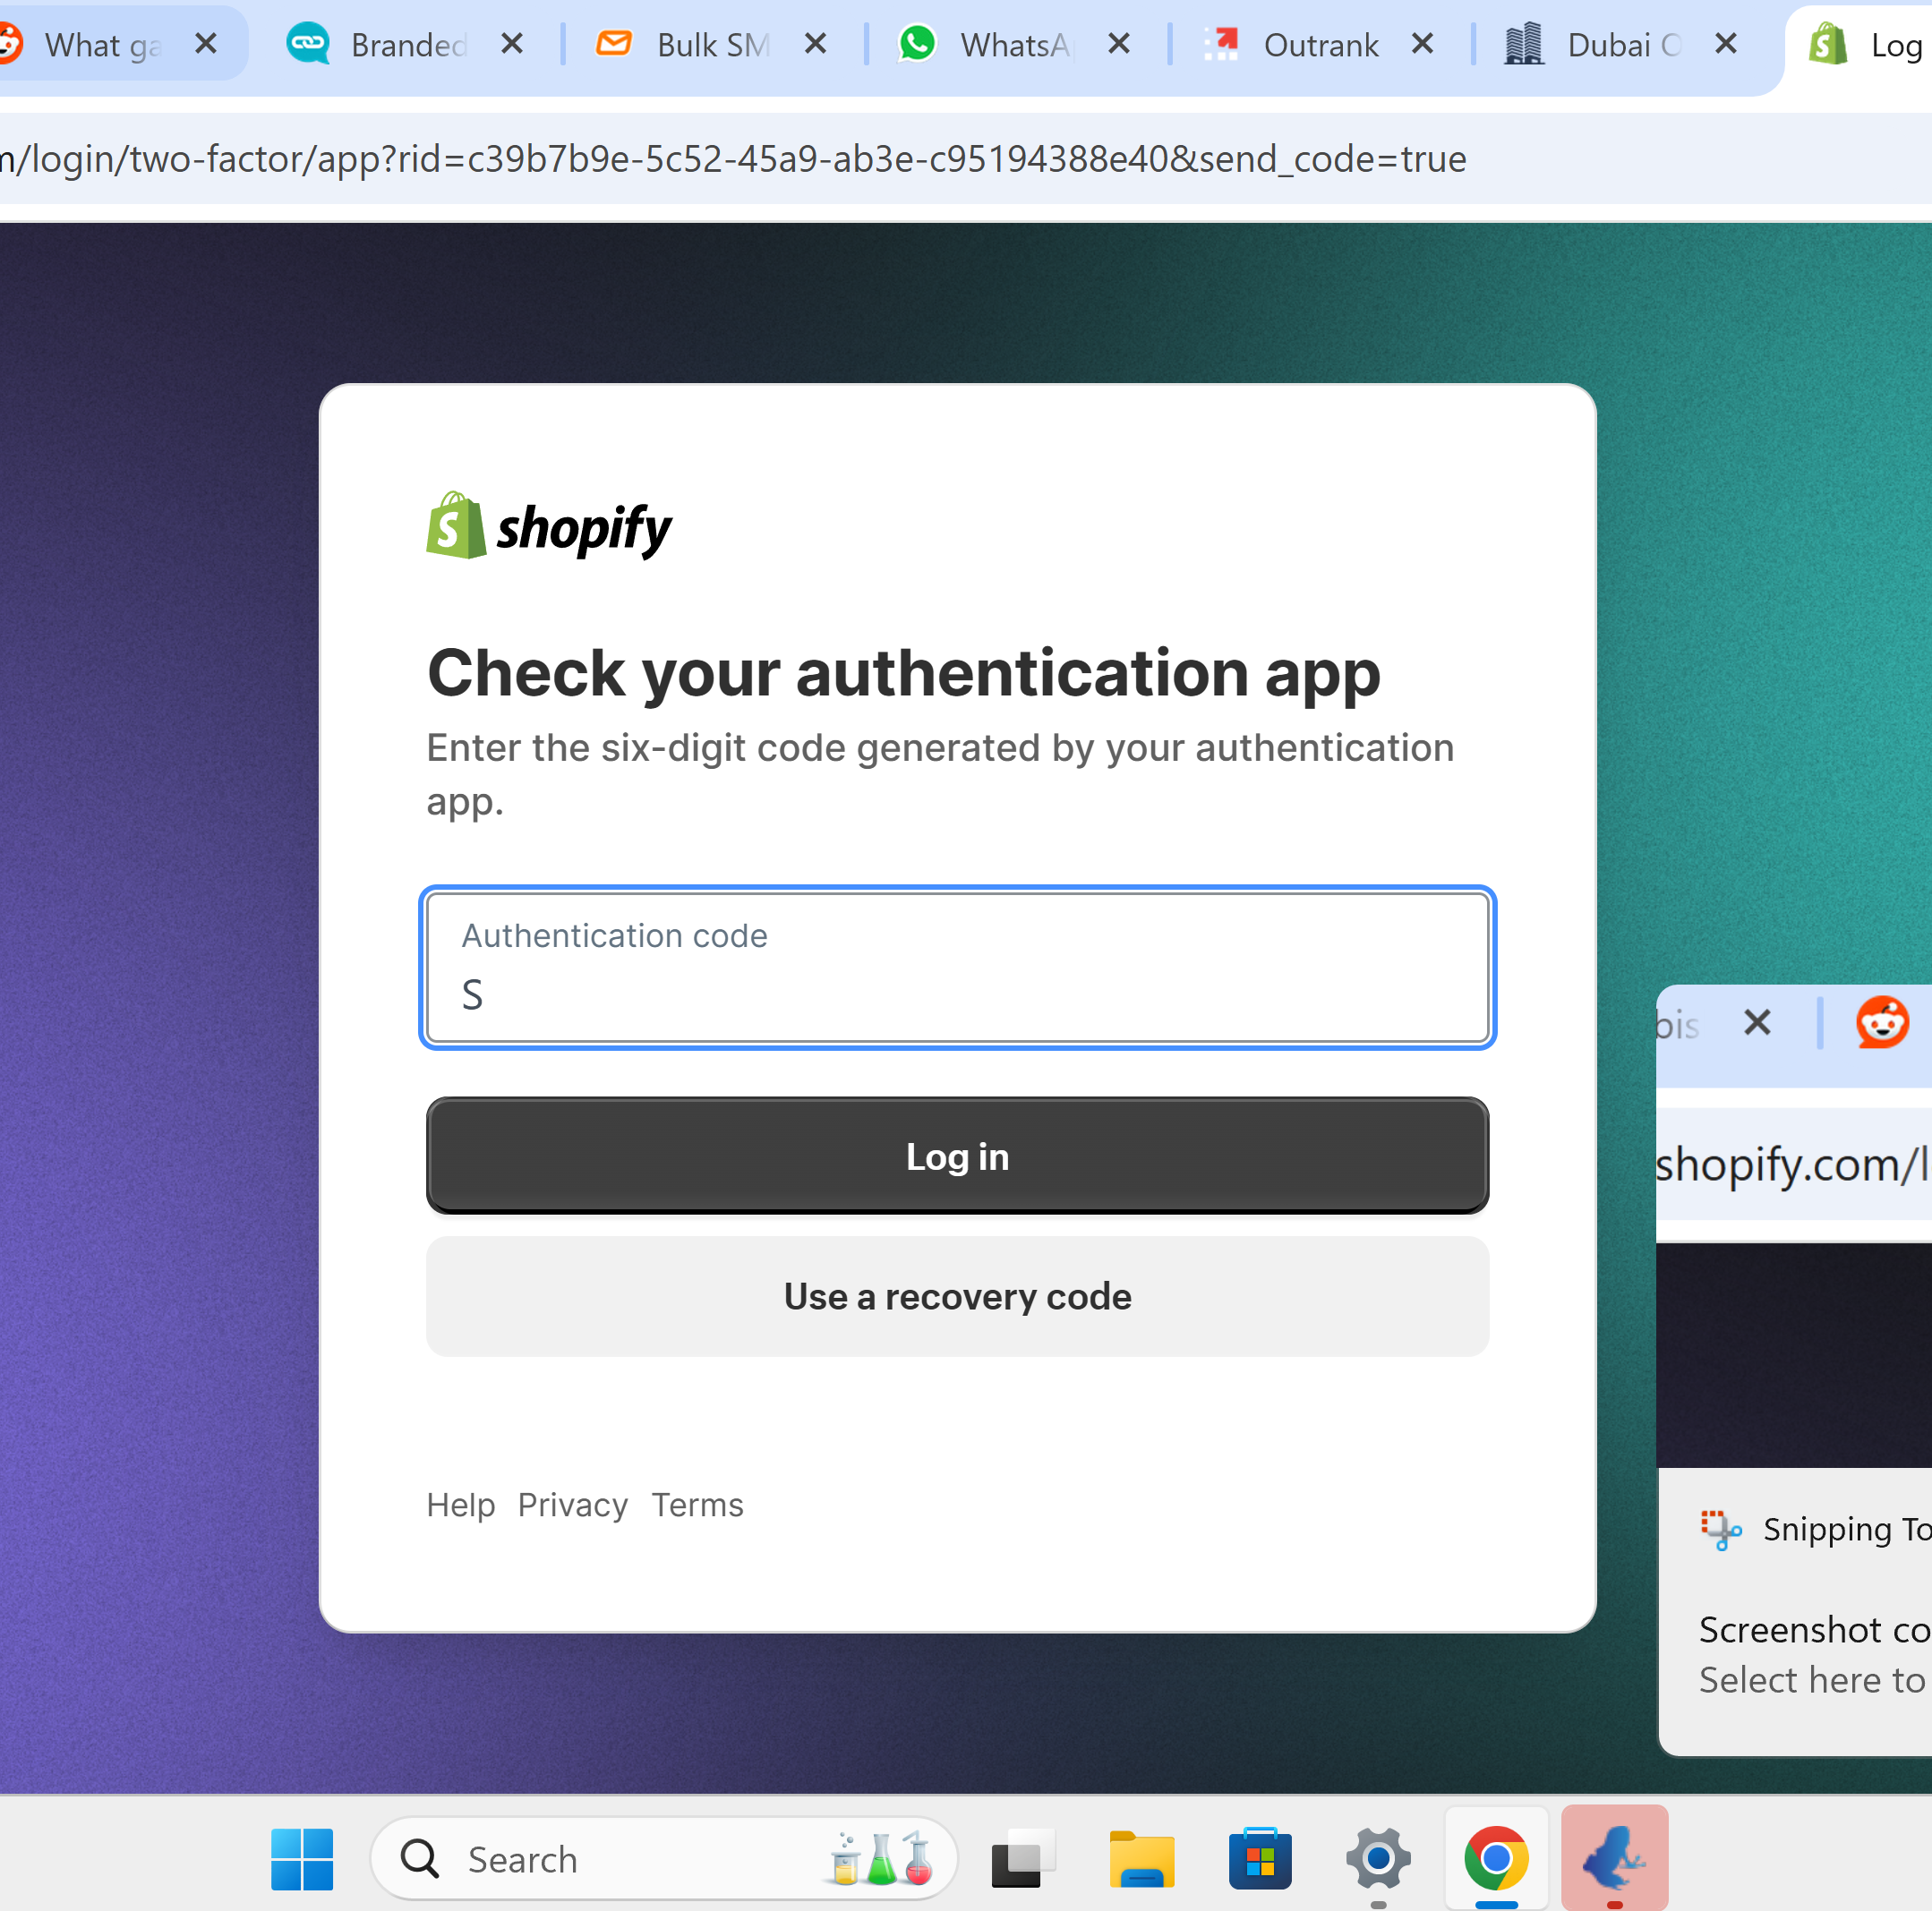 What ga
Branded
Bulk SM
WhatsAp
Outrank
Dubai C
Log
m/login/two-factor/app?rid=c39b7b9e-5c52-45a9-ab3e-c95194388e40&send_code=true
shopify
Check your authentication app
Enter the six-digit code generated by your authentication
app.
Authentication code
S
Log in
Use a recovery code
Help Privacy Terms
bis
shopify.com/l
Snipping To
Screenshot co
Select here to
Search